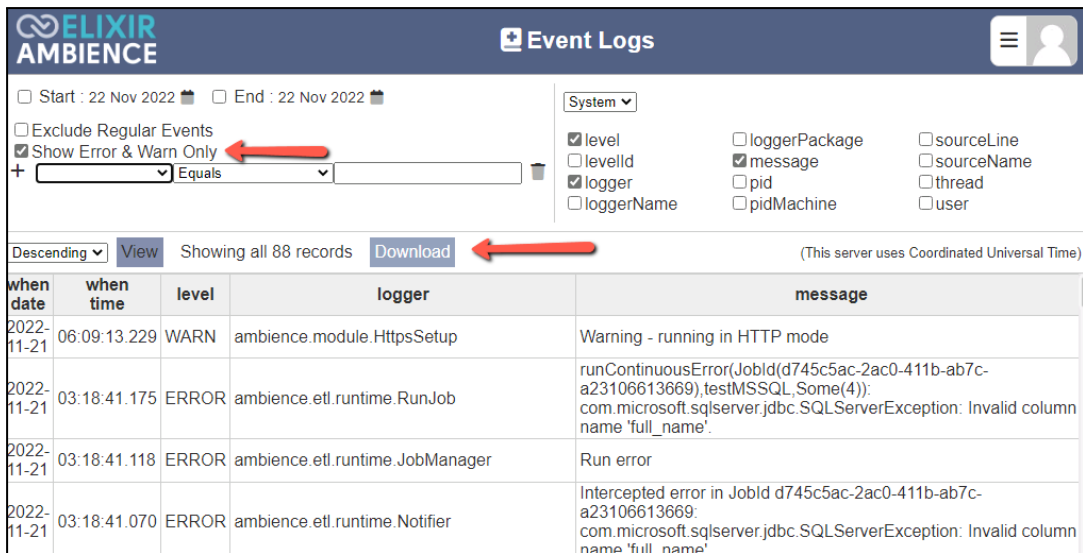 ELIXIR
AMBIENCE
Event Logs
Start : 22 Nov 2022 End : 22 Nov 2022
Exclude Regular Events
Show Error & Warn Only
+ Equals
System
level loggerPackage sourceLine
levelId message sourceName
logger pid thread
loggerName pidMachine user
Descending View Showing all 88 records Download (This server uses Coordinated Universal Time)
when date when time level logger message
2022-11-21 06:09:13.229 WARN ambience.module.HttpsSetup Warning - running in HTTP mode
2022-11-21 03:18:41.175 ERROR ambience.etl.runtime.RunJob runContinuousError(JobId(d745c5ac-2ac0-411b-ab7c-
a23106613669),testMSSQL,Some(4)):
com.microsoft.sqlserver.jdbc.SQLServerException: Invalid column
name 'full_name'.
2022-11-21 03:18:41.118 ERROR ambience.etl.runtime.JobManager Run error
2022-11-21 03:18:41.070 ERROR ambience.etl.runtime.Notifier Intercepted error in JobId d745c5ac-2ac0-411b-ab7c-
a23106613669:
com.microsoft.sqlserver.jdbc.SQLServerException: Invalid column
name 'full_name'